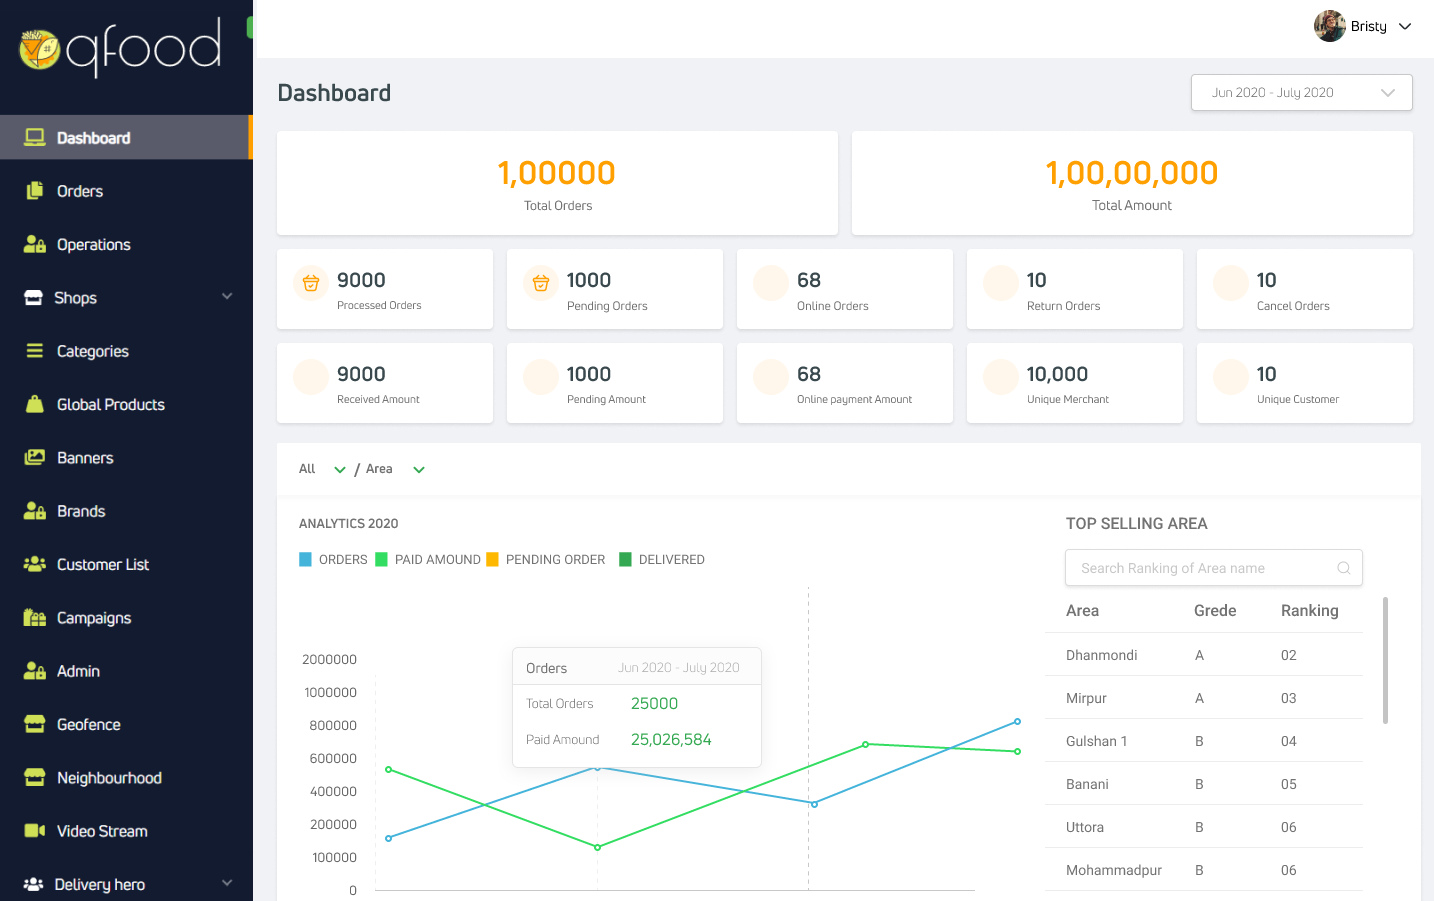 qfood
Bristy
Dashboard
Jun 2020 - July 2020
Dashboard
Orders
Operations
Shops
Categories
Global Products
Banners
Brands
Customer List
Campaigns
Admin
Geofence
Neighbourhood
Video Stream
Delivery hero
1,00000
Total Orders
1,00,00,000
Total Amount
9000
Processed Orders
1000
Pending Orders
68
Online Orders
10
Return Orders
10
Cancel Orders
9000
Received Amount
1000
Pending Amount
68
Online payment Amount
10,000
Unique Merchant
10
Unique Customer
All / Area
ANALYTICS 2020
ORDERS PAID AMOUND PENDING ORDER DELIVERED
2000000
1000000
800000
600000
400000
200000
100000
0
Orders Jun 2020 - July 2020
Total Orders 25000
Paid Amound 25,026,584
TOP SELLING AREA
Search Ranking of Area name
Area Grede Ranking
Dhanmondi A 02
Mirpur A 03
Gulshan 1 B 04
Banani B 05
Uttora B 06
Mohammadpur B 06